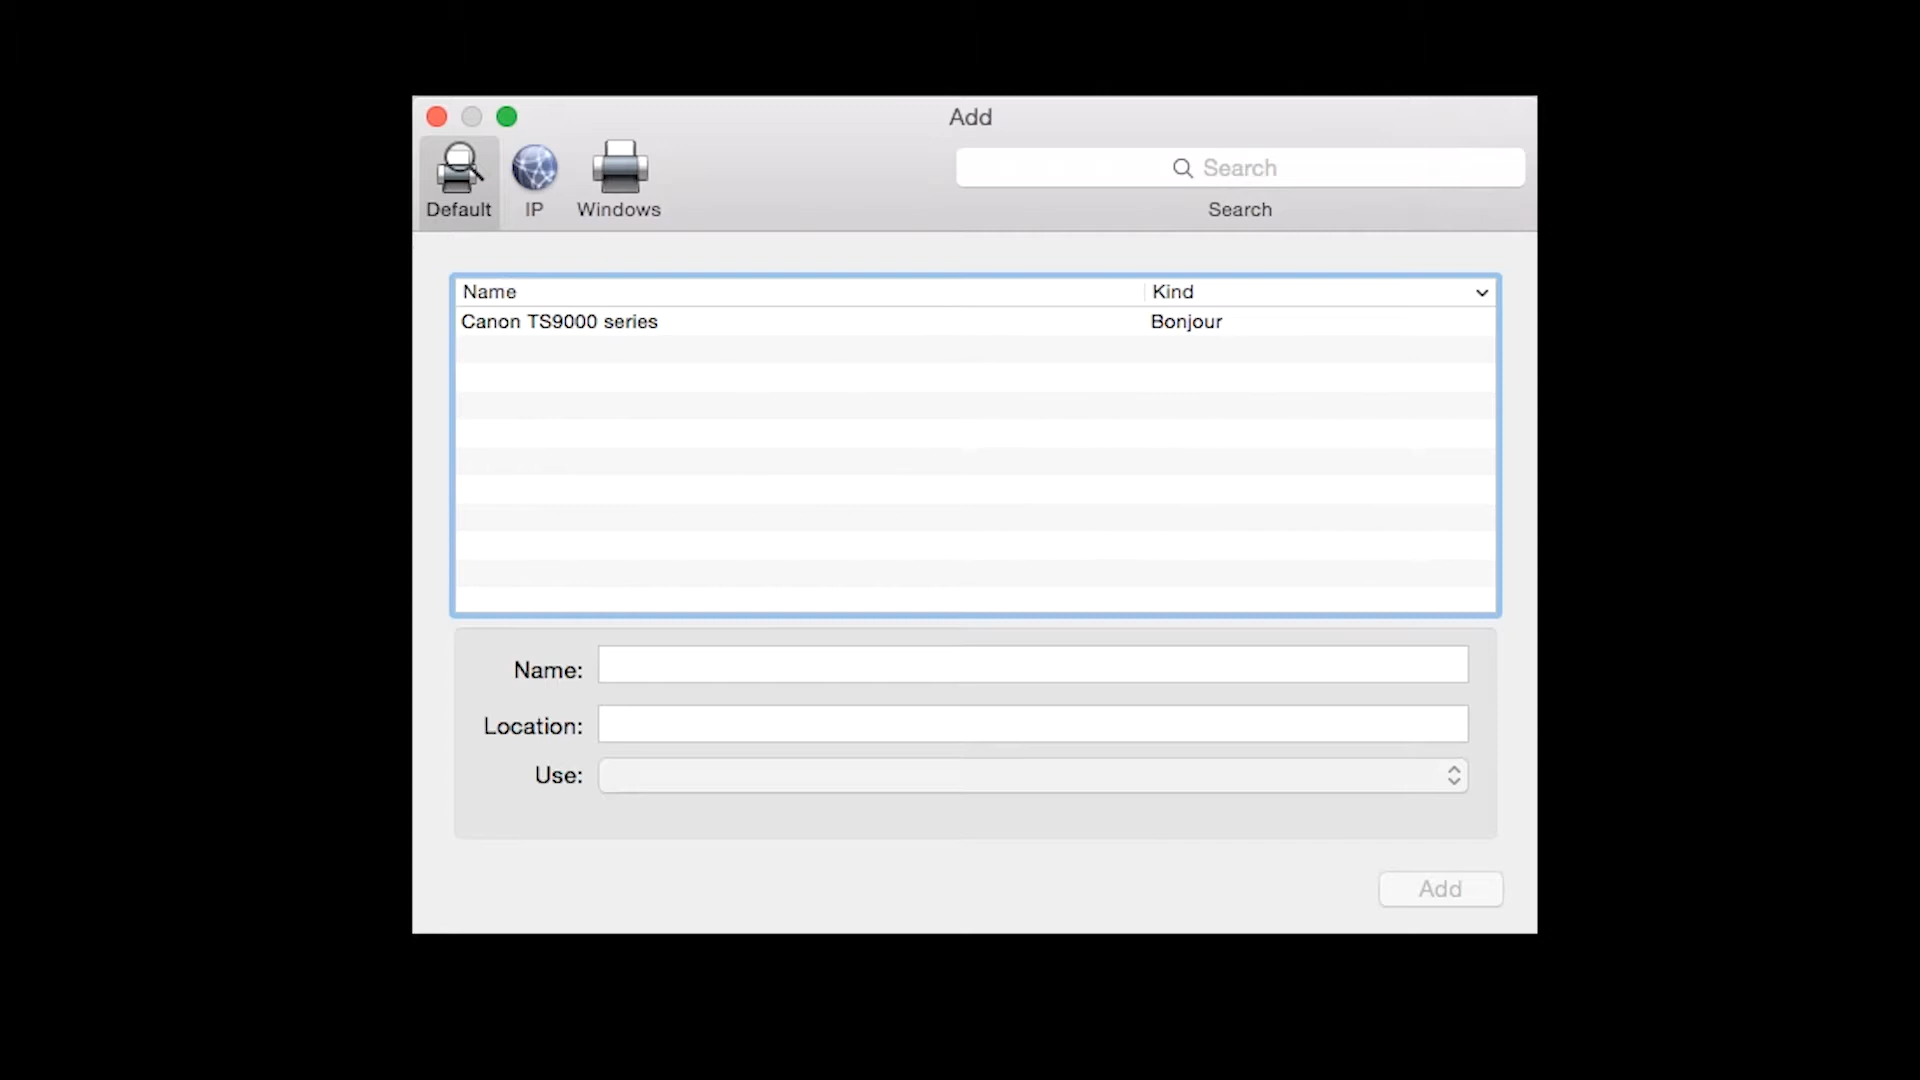 Add
Search
Default IP Windows Search
Name Kind
Canon TS9000 series Bonjour
Name:
Location:
Use:
Add